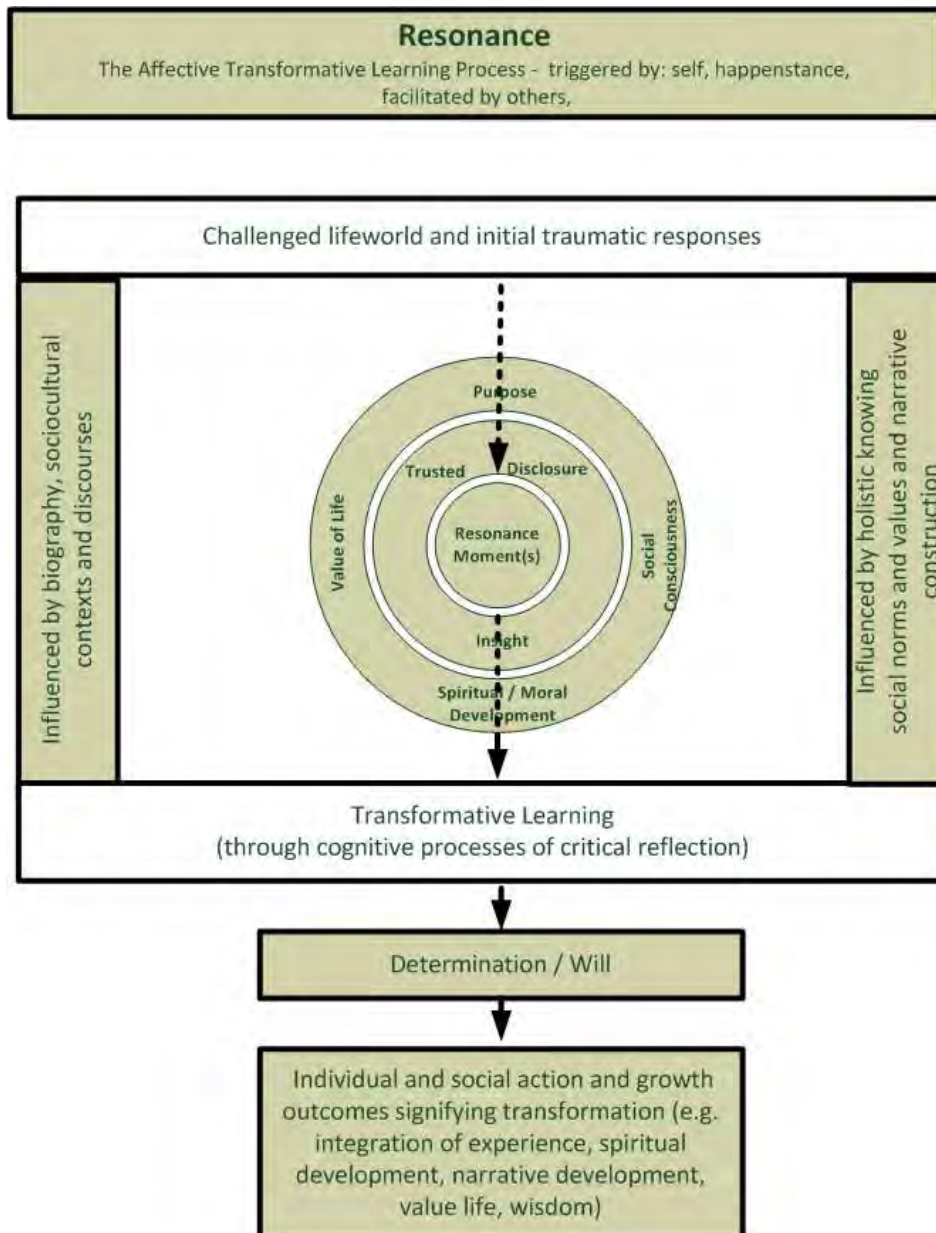 Resonance
The Affective Transformative Learning Process - triggered by: self, happenstance,
facilitated by others,
Challenged lifeworld and initial traumatic responses
Influenced by biography, sociocultural
contexts and discourses
Purpose
Trusted Disclosure
Value of Life
Resonance
Moment(s)
Social
Consciousness
Insight
Spiritual / Moral
Development
Influenced by holistic knowing
social norms and values and narrative
construction
Transformative Learning
(through cognitive processes of critical reflection)
Determination / Will
Individual and social action and growth
outcomes signifying transformation (e.g.
integration of experience, spiritual
development, narrative development,
value life, wisdom)